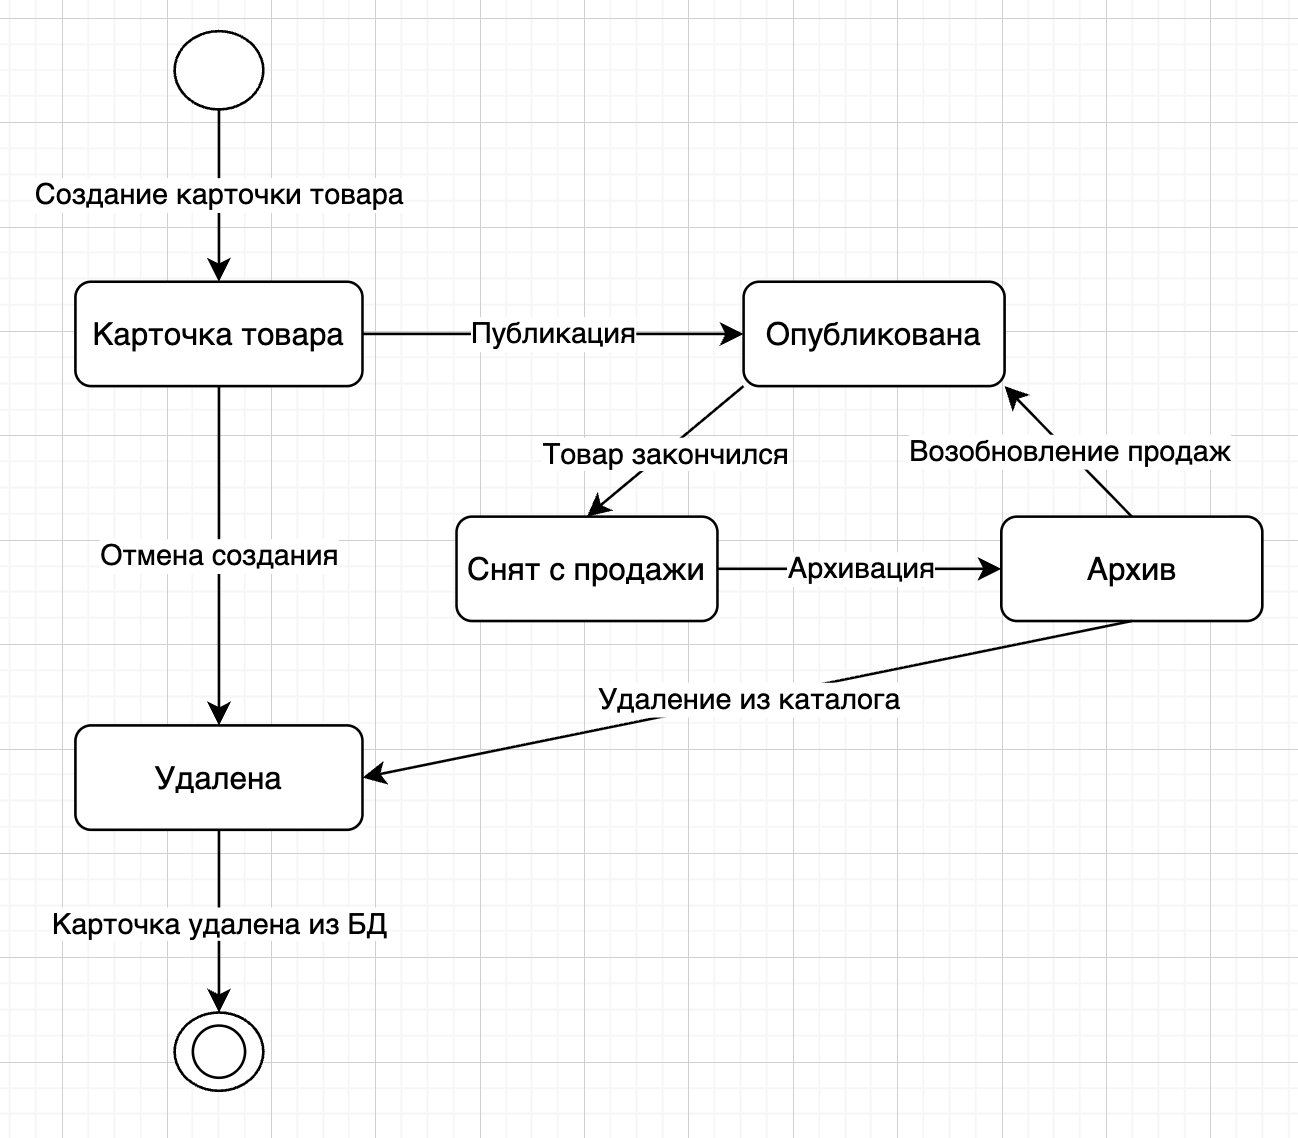 Создание карточки товара
Карточка товара
Публикация
Опубликована
Товар закончился
Возобновление продаж
Отмена создания
Снят с продажи
Архивация
Архив
Удаление из каталога
Удалена
Карточка удалена из БД